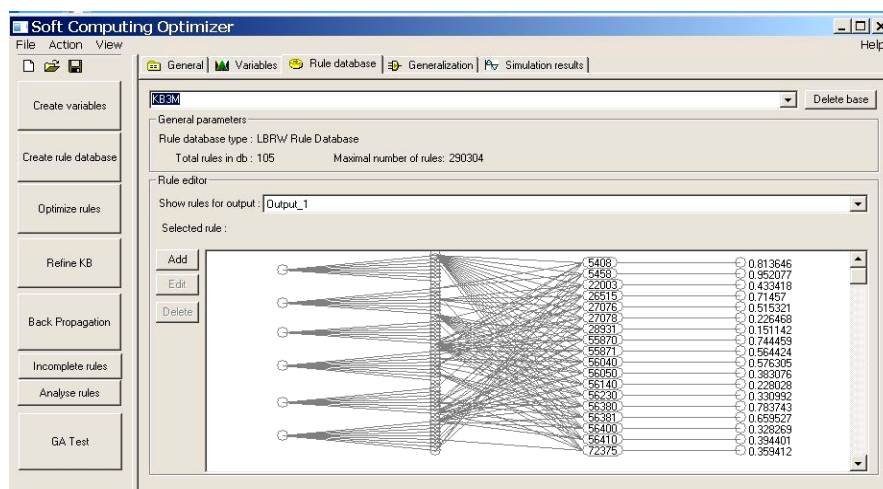 Soft Computing Optimizer
File Action View
Help
General
Variables
Rule database
Generalization
Simulation results
Create variables
Create rule database
Optimize rules
Refine KB
Back Propagation
Incomplete rules
Analyse rules
GA Test
KB3M
Delete base
General parameters
Rule database type : LBRW Rule Database
Total rules in db : 105 Maximal number of rules: 290304
Rule editor
Show rules for output : Output_1
Selected rule :
Add
Edit
Delete
5408 0.813646
5458 0.952077
22003 0.433418
26515 0.71457
27076 0.515321
27078 0.226468
28931 0.151142
55870 0.744459
55871 0.564424
56040 0.576305
56050 0.383076
56140 0.228028
56230 0.330992
56380 0.783743
56381 0.659527
56400 0.328269
56410 0.394401
72375 0.359412